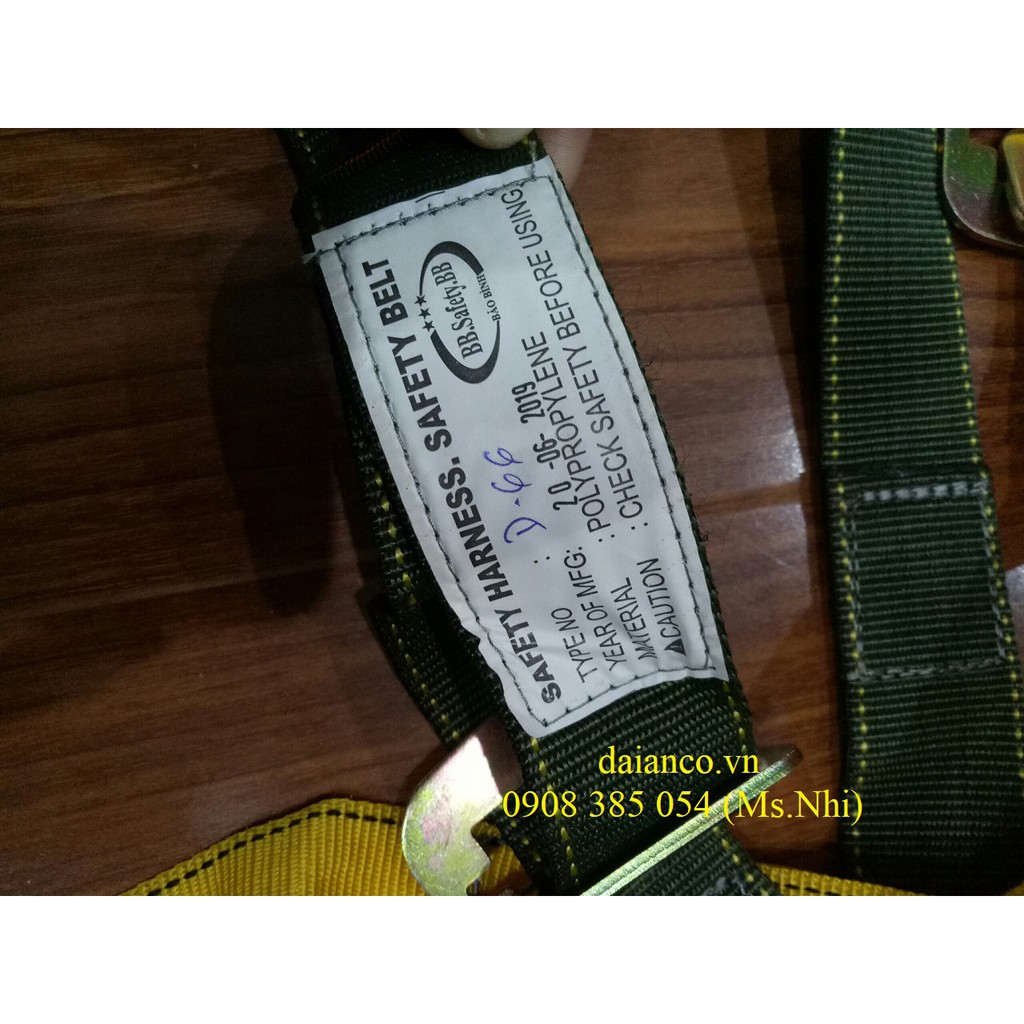 SAFETY HARNESS. SAFETY BELT
BB.Safety.BB
BẢO BÌNH
TYPE NO : D-66
YEAR OF MFG: 20-06-2019
MATERIAL : POLYPROPYLENE
CAUTION : CHECK SAFETY BEFORE USING
daianco.vn
0908 385 054 (Ms.Nhi)